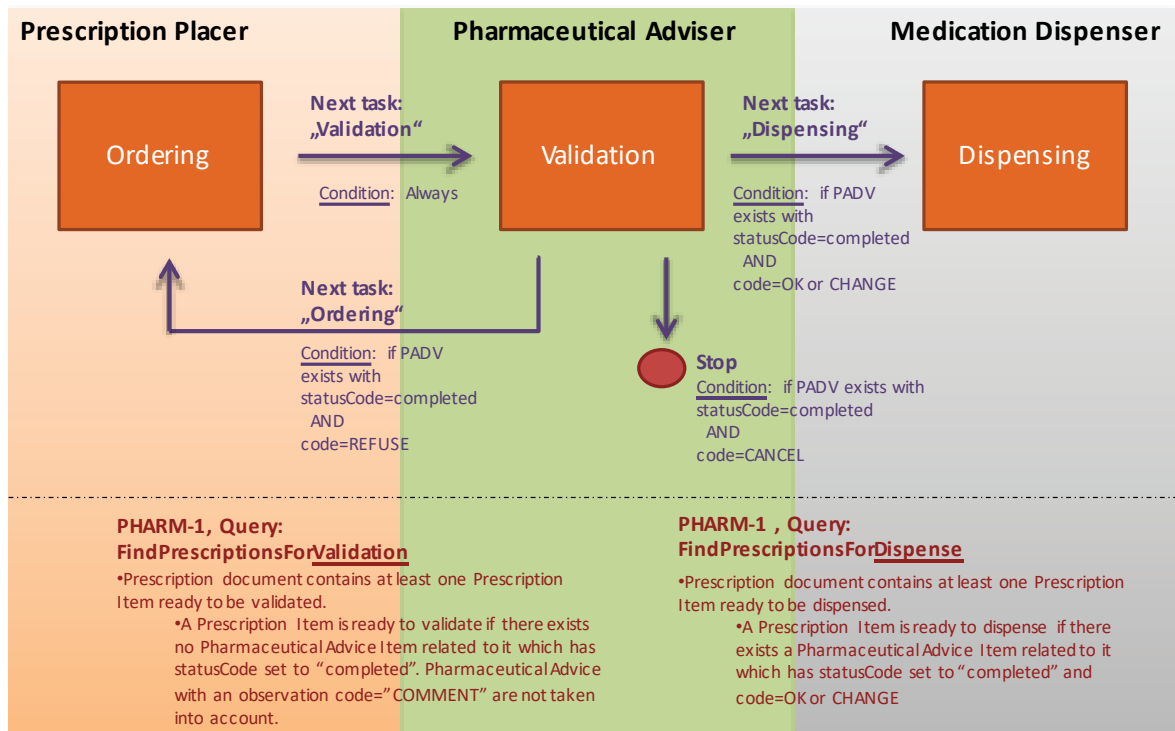 Prescription Placer
Pharmaceutical Adviser
Medication Dispenser
Ordering
Next task:
„Validation“
Condition: Always
Validation
Next task:
„Dispensing“
Condition: if PADV
exists with
statusCode=completed
AND
code=OK or CHANGE
Dispensing
Next task:
„Ordering“
Condition: if PADV
exists with
statusCode=completed
AND
code=REFUSE
Stop
Condition: if PADV exists with
statusCode=completed
AND
code=CANCEL
PHARM-1, Query:
FindPrescriptionsForValidation
•Prescription document contains at least one Prescription
Item ready to be validated.
•A Prescription Item is ready to validate if there exists
no Pharmaceutical Advice Item related to it which has
statusCode set to “completed”. Pharmaceutical Advice
with an observation code=”COMMENT” are not taken
into account.
PHARM-1 , Query:
FindPrescriptionsForDispense
•Prescription document contains at least one Prescription
Item ready to be dispensed.
•A Prescription Item is ready to dispense if there
exists a Pharmaceutical Advice Item related to it
which has statusCode set to “completed” and
code=OK or CHANGE